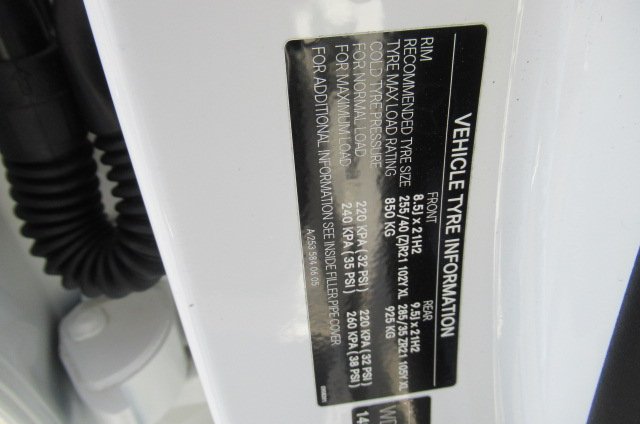 VEHICLE TYRE INFORMATION
FRONT REAR
RIM 8.5J x 21H2 9.5J x 21H2
RECOMMENDED TYRE SIZE 255/40 (Z)R21 102Y XL 285/35 ZR21 105Y XL
TYRE MAX LOAD RATING 850 KG 925 KG
COLD TYRE PRESSURE
FOR NORMAL LOAD 220 KPA (32 PSI) 220 KPA (32 PSI)
FOR MAXIMUM LOAD 240 KPA (35 PSI) 260 KPA (38 PSI)
FOR ADDITIONAL INFORMATION SEE INSIDE FILLER PIPE COVER
A 253 584 06 05